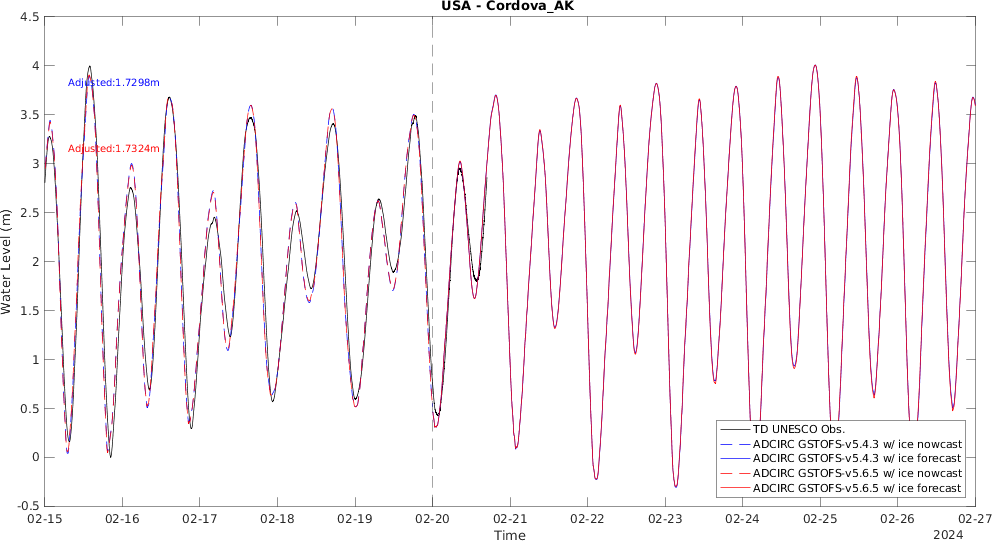 USA - Cordova_AK
4.5
4
3.5
3
2.5
2
1.5
1
0.5
0
-0.5
Water Level (m)
Adjusted:1.7298m
Adjusted:1.7324m
TD UNESCO Obs.
ADCIRC GSTOFS-v5.4.3 w/ ice nowcast
ADCIRC GSTOFS-v5.4.3 w/ ice forecast
ADCIRC GSTOFS-v5.6.5 w/ ice nowcast
ADCIRC GSTOFS-v5.6.5 w/ ice forecast
02-15 02-16 02-17 02-18 02-19 02-20 02-21 02-22 02-23 02-24 02-25 02-26 02-27
Time
2024